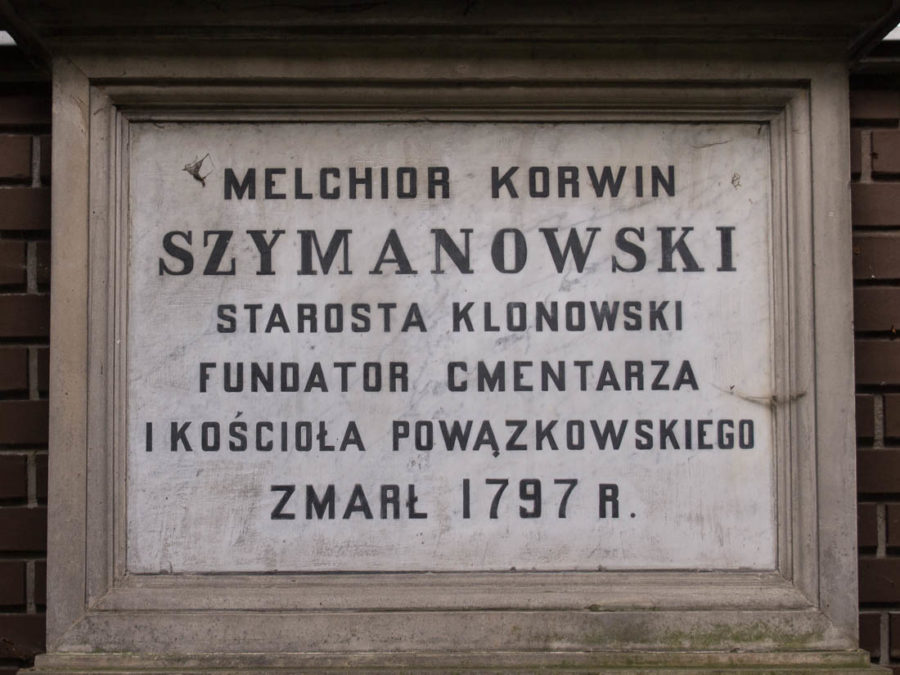 MELCHIOR KORWIN
SZYMANOWSKI
STAROSTA KLONOWSKI
FUNDATOR CMENTARZA
I KOŚCIOŁA POWĄZKOWSKIEGO
ZMARŁ 1797 R.